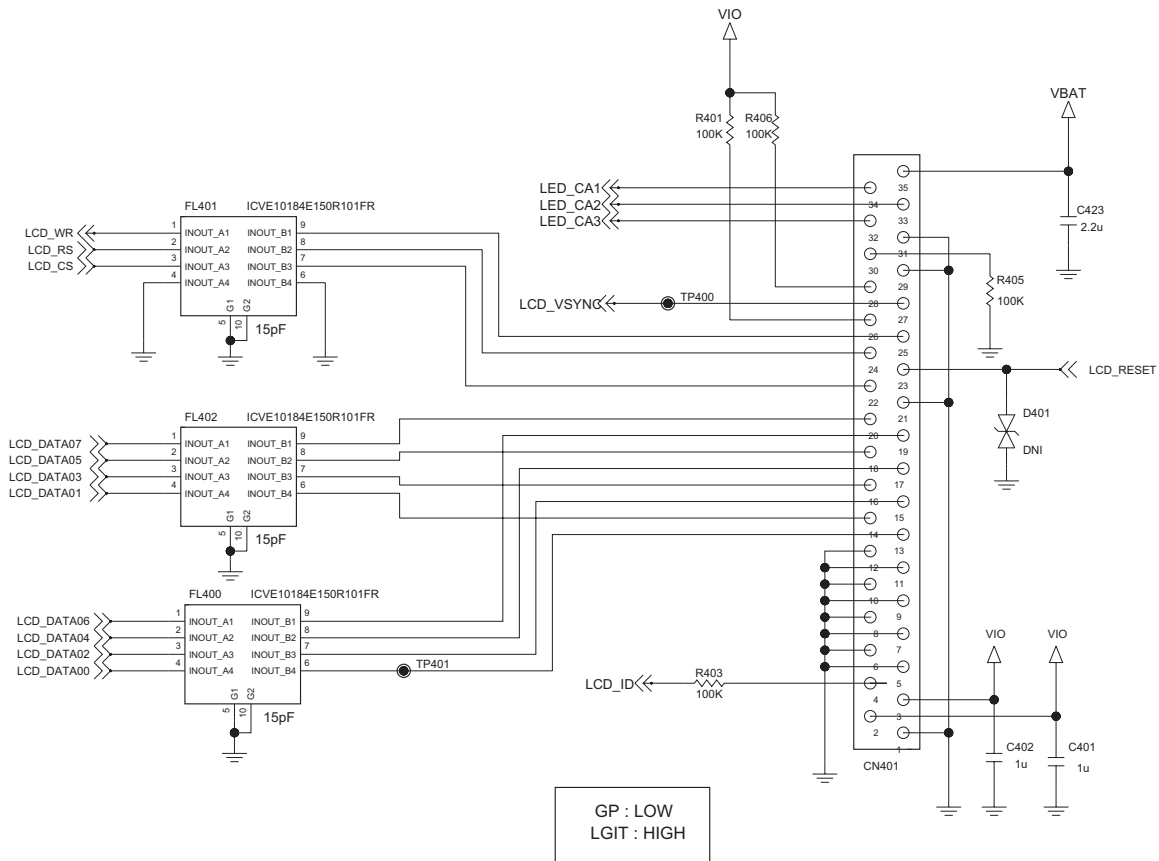 VIO
VBAT
R401
100K
R406
100K
C423
2.2u
LED_CA1
LED_CA2
LED_CA3
FL401 ICVE10184E150R101FR
LCD_WR
LCD_RS
LCD_CS
1 INOUT_A1 INOUT_B1 9
2 INOUT_A2 INOUT_B2 8
3 INOUT_A3 INOUT_B3 7
4 INOUT_A4 INOUT_B4 6
G1 G2
5 10
15pF
LCD_VSYNC
TP400
R405
100K
LCD_RESET
D401
DNI
FL402 ICVE10184E150R101FR
LCD_DATA07
LCD_DATA05
LCD_DATA03
LCD_DATA01
1 INOUT_A1 INOUT_B1 9
2 INOUT_A2 INOUT_B2 8
3 INOUT_A3 INOUT_B3 7
4 INOUT_A4 INOUT_B4 6
G1 G2
5 10
15pF
FL400 ICVE10184E150R101FR
LCD_DATA06
LCD_DATA04
LCD_DATA02
LCD_DATA00
1 INOUT_A1 INOUT_B1 9
2 INOUT_A2 INOUT_B2 8
3 INOUT_A3 INOUT_B3 7
4 INOUT_A4 INOUT_B4 6
G1 G2
5 10
15pF
TP401
LCD_ID
R403
100K
35
34
33
32
31
30
29
28
27
26
25
24
23
22
21
20
19
18
17
16
15
14
13
12
11
10
9
8
7
6
5
4
3
2
1
CN401
VIO
VIO
C402
1u
C401
1u
GP : LOW
LGIT : HIGH